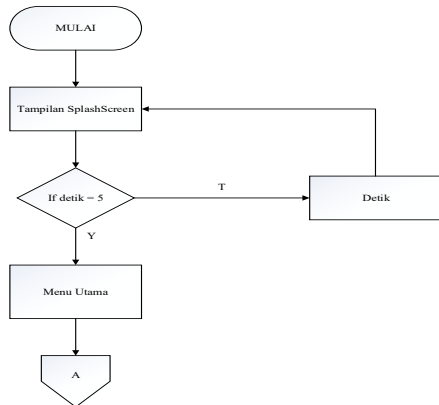 MULAI
Tampilan SplashScreen
If detik = 5
T
Detik
Y
Menu Utama
A